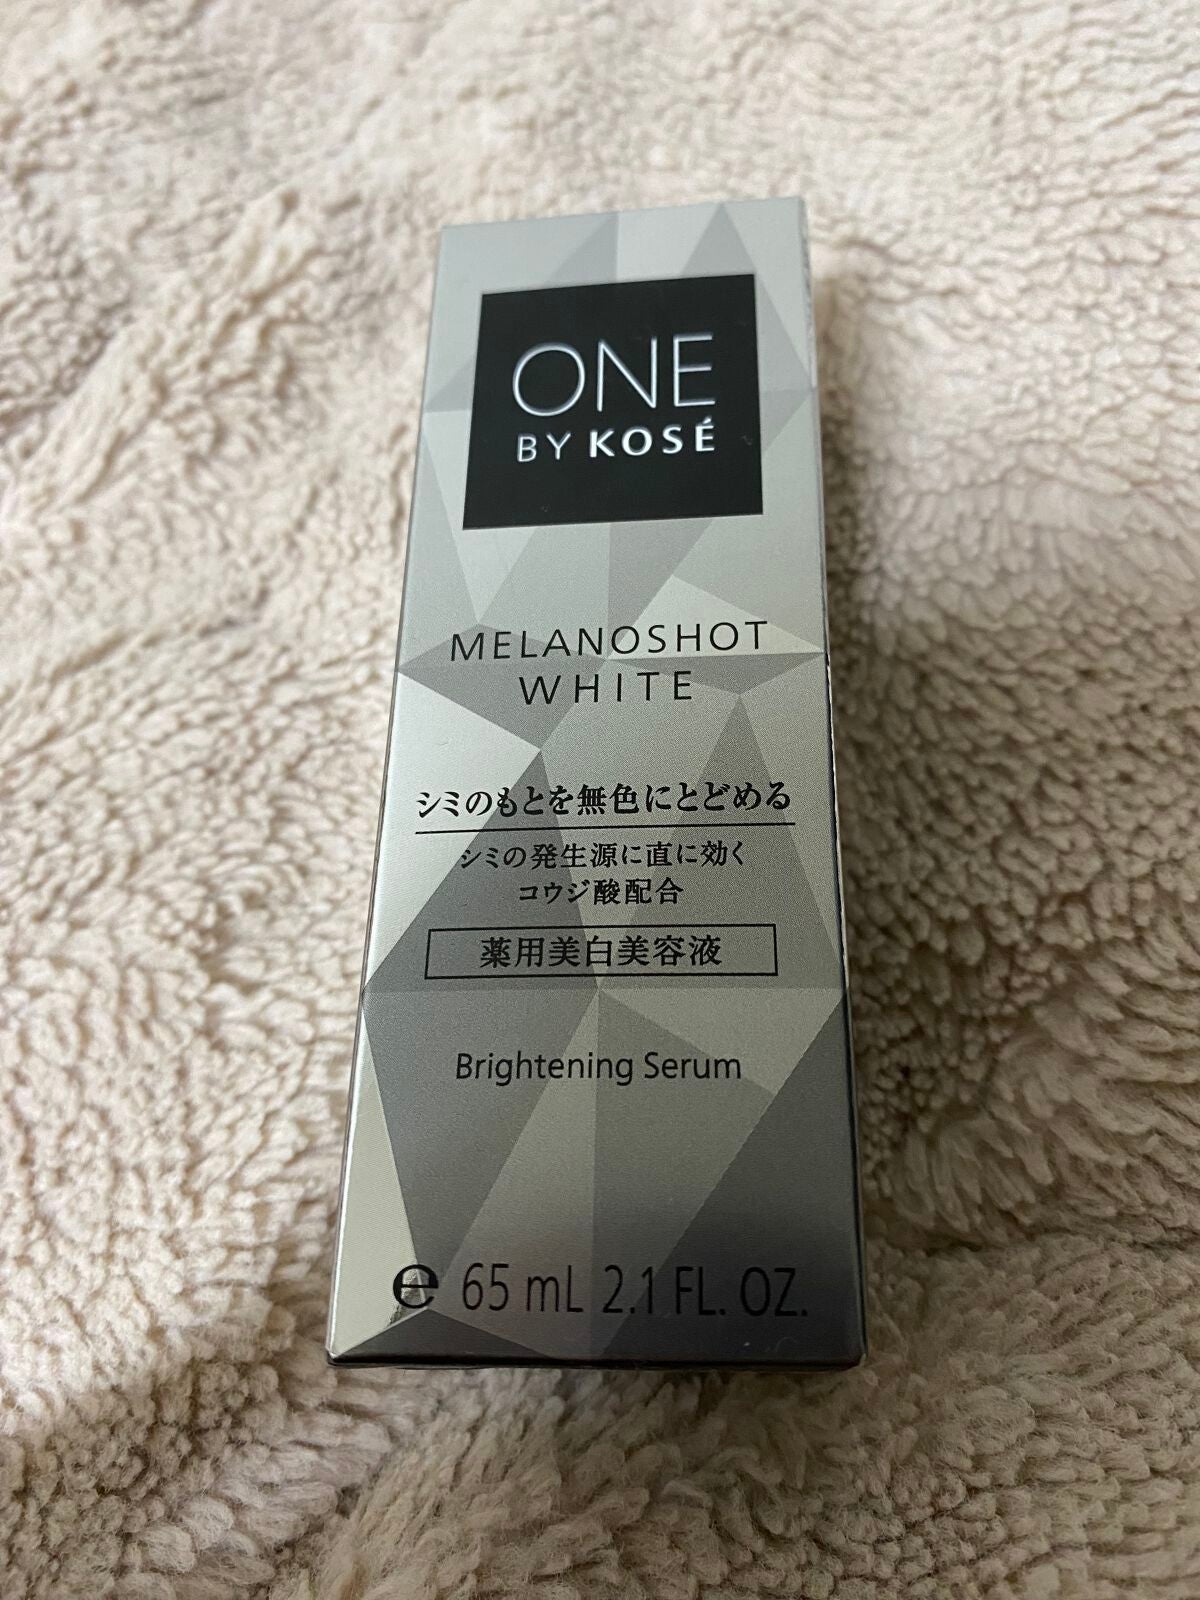 ONE
BY KOSÉ
MELANOSHOT
WHITE
シミのもとを無色にとどめる
シミの発生源に直に効く
コウジ酸配合
薬用美白美容液
Brightening Serum
℮ 65 mL 2.1 FL. OZ.